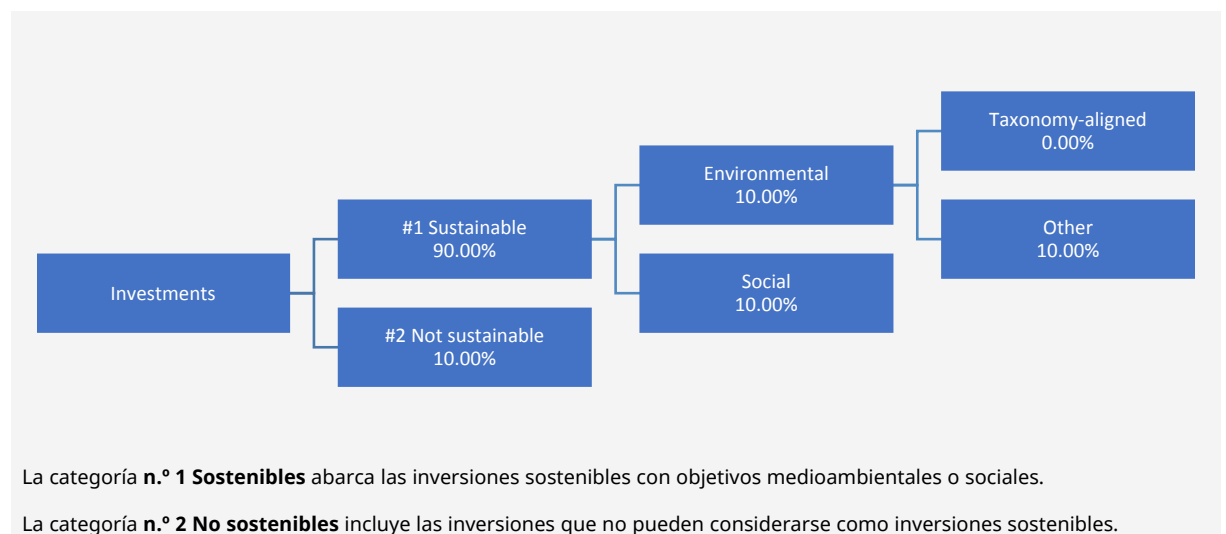 Investments
#1 Sustainable
90.00%
#2 Not sustainable
10.00%
Environmental
10.00%
Social
10.00%
Taxonomy-aligned
0.00%
Other
10.00%
La categoría n.º 1 Sostenibles abarca las inversiones sostenibles con objetivos medioambientales o sociales.
La categoría n.º 2 No sostenibles incluye las inversiones que no pueden considerarse como inversiones sostenibles.